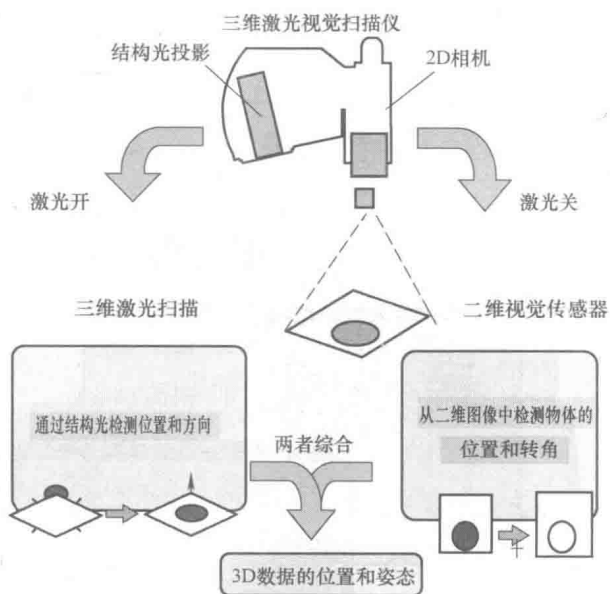 三维激光视觉扫描仪
结构光投影
2D相机
激光开
激光关
三维激光扫描
二维视觉传感器
通过结构光检测位置和方向
从二维图像中检测物体的
位置和转角
两者综合
3D数据的位置和姿态